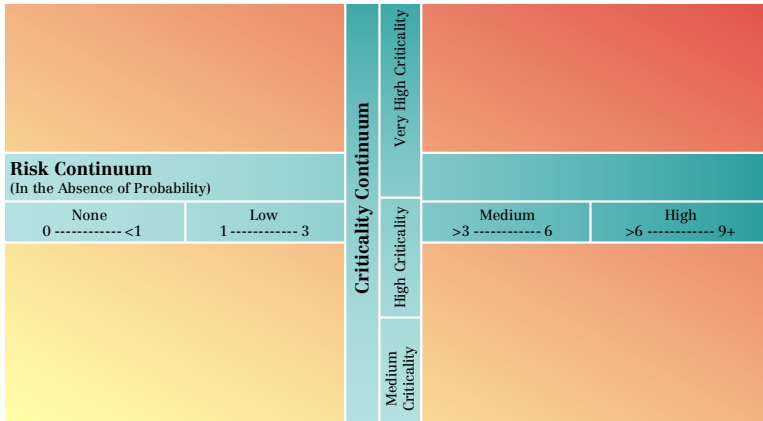 Very High Criticality
Criticality Continuum
Risk Continuum
(In the Absence of Probability)
None
0 ------------ <1
Low
1 ------------ 3
High Criticality
Medium
>3 ------------ 6
High
>6 ------------ 9+
Medium
Criticality